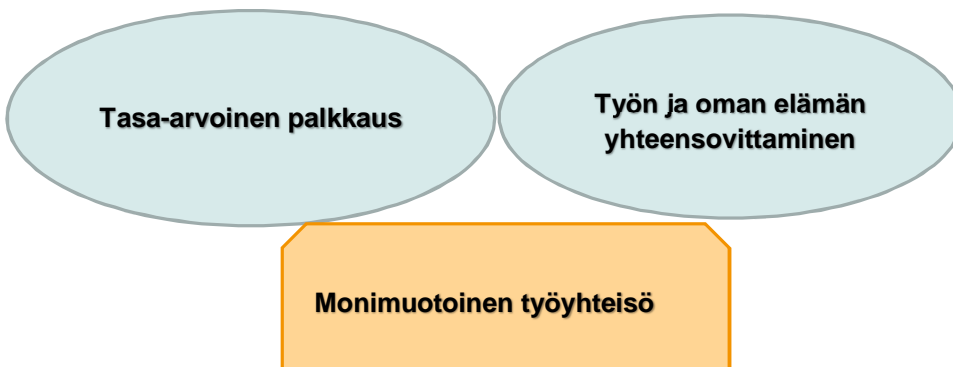 Tasa-arvoinen palkkaus
Työn ja oman elämän
yhteensovittaminen
Monimuotoinen työyhteisö